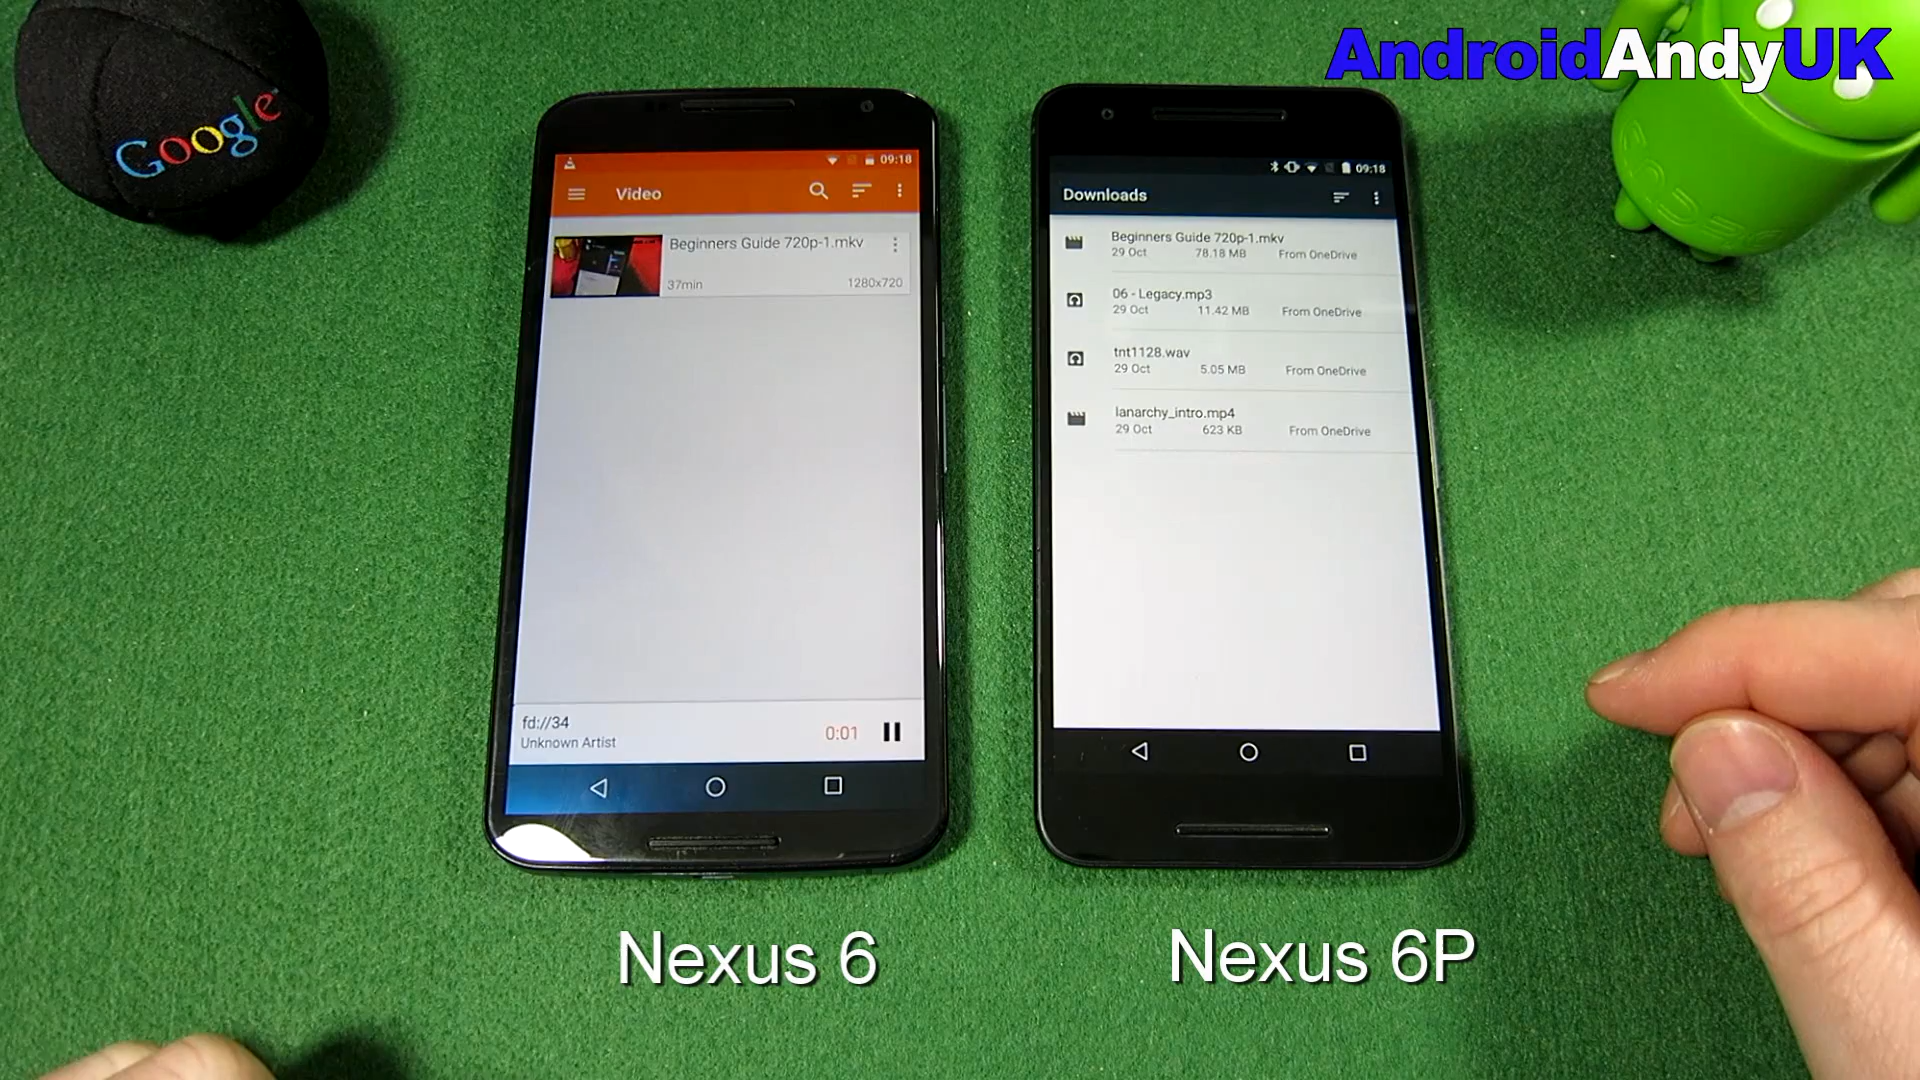 AndroidAndyUK
Google
09:18
Video
Beginners Guide 720p-1.mkv
37min 1280x720
fd://34
Unknown Artist
0:01
09:18
Downloads
Beginners Guide 720p-1.mkv
29 Oct 78.18 MB From OneDrive
06 - Legacy.mp3
29 Oct 11.42 MB From OneDrive
tnt1128.wav
29 Oct 5.05 MB From OneDrive
lanarchy_intro.mp4
29 Oct 623 KB From OneDrive
Nexus 6
Nexus 6P